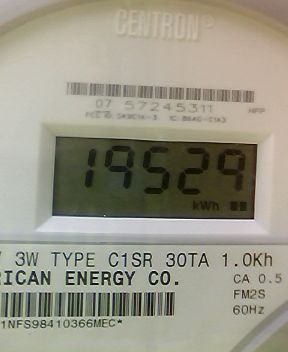 CENTRON®
07 57245311
19529
kWh
3W TYPE C1SR 30TA 1.0Kh
RICAN ENERGY CO.
CA 0.5
FM2S
60Hz
1NFS98410366MEC*